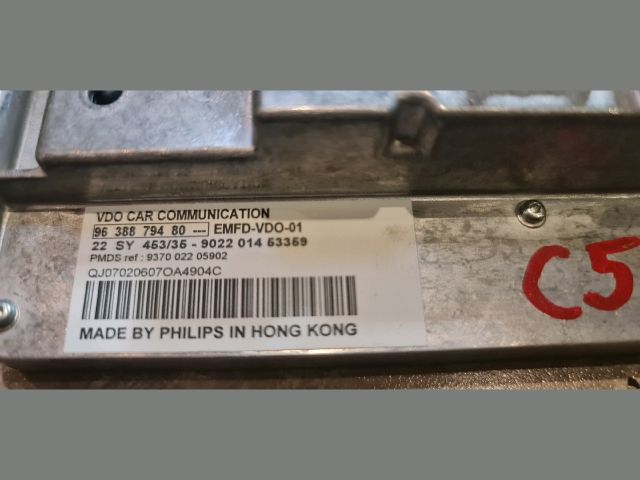 VDO CAR COMMUNICATION
96 388 794 80 --- EMFD-VDO-01
22 SY 453/35 - 9022 014 53359
PMDS ref : 9370 022 05902
QJ07020607OA4904C
MADE BY PHILIPS IN HONG KONG
C5